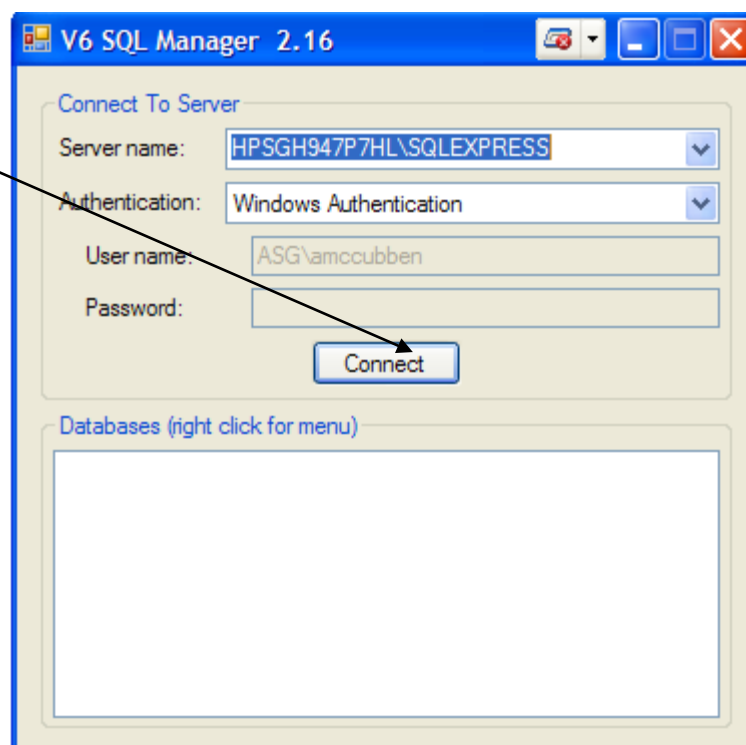 V6 SQL Manager 2.16
Connect To Server
Server name: HPSGH947P7HL\SQLEXPRESS
Authentication: Windows Authentication
User name: ASG\amccubben
Password:
Connect
Databases (right click for menu)